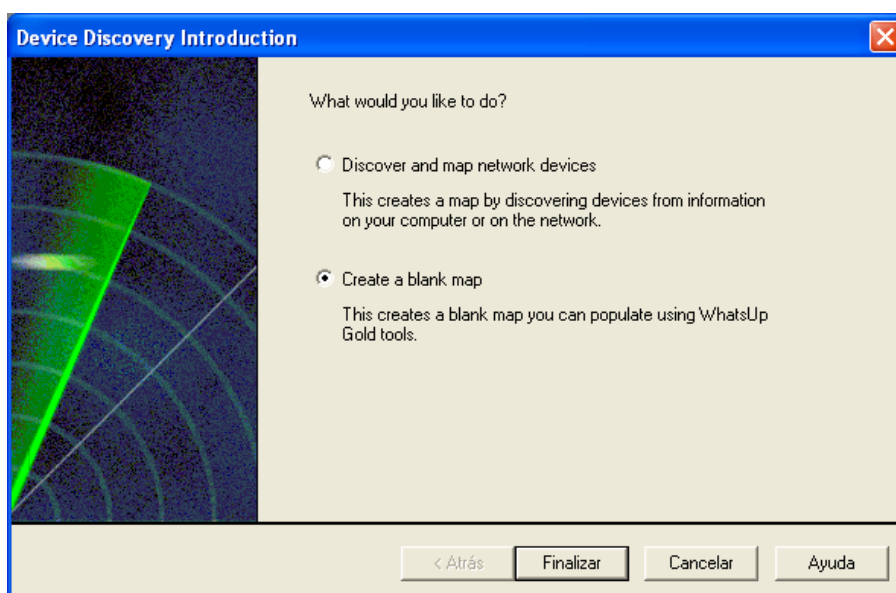 Device Discovery Introduction
What would you like to do?
Discover and map network devices
This creates a map by discovering devices from information
on your computer or on the network.
Create a blank map
This creates a blank map you can populate using WhatsUp
Gold tools.
< Atrás
Finalizar
Cancelar
Ayuda